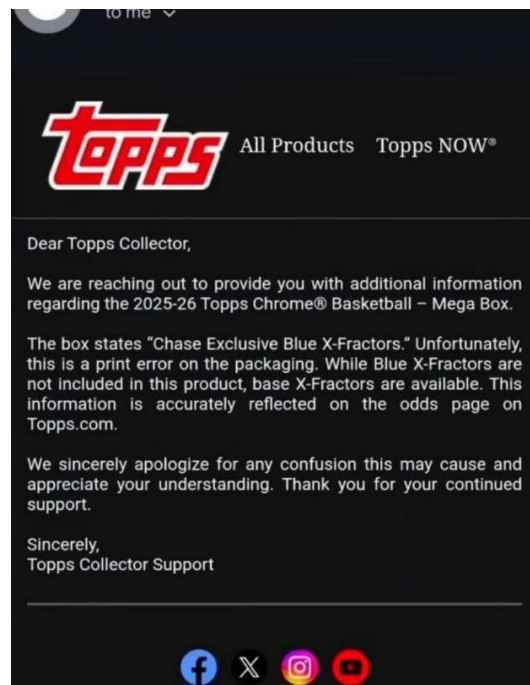 to me
TOPPS
All Products Topps NOW®
Dear Topps Collector,
We are reaching out to provide you with additional information
regarding the 2025-26 Topps Chrome® Basketball – Mega Box.
The box states “Chase Exclusive Blue X-Fractors.” Unfortunately,
this is a print error on the packaging. While Blue X-Fractors are
not included in this product, base X-Fractors are available. This
information is accurately reflected on the odds page on
Topps.com.
We sincerely apologize for any confusion this may cause and
appreciate your understanding. Thank you for your continued
support.
Sincerely,
Topps Collector Support